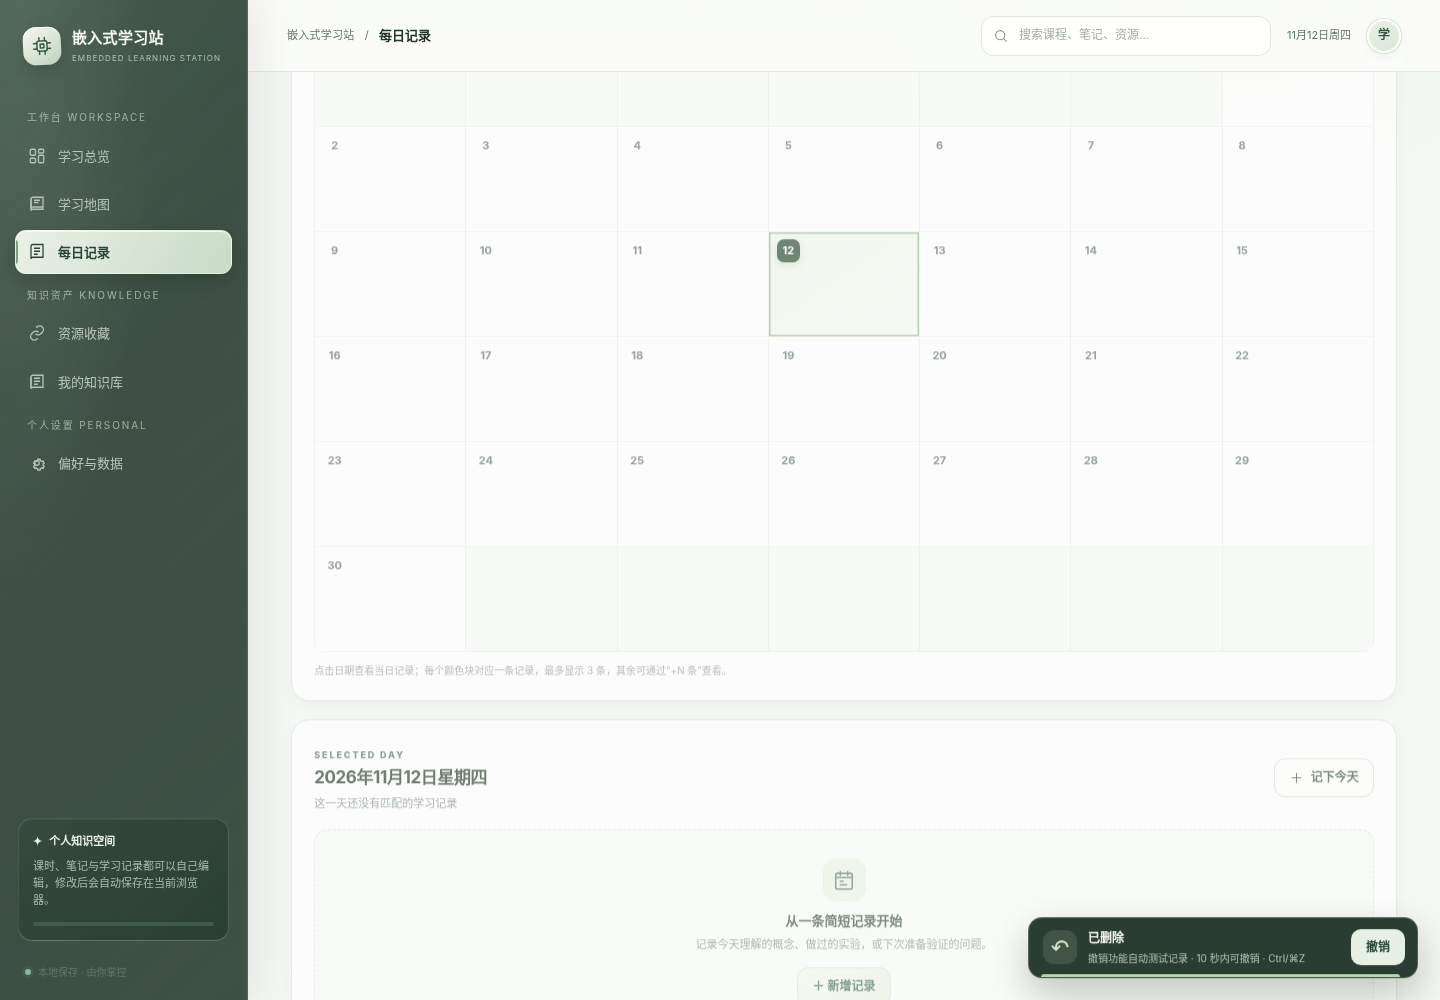 嵌入式学习站
EMBEDDED LEARNING STATION
工作台 WORKSPACE
学习总览
学习地图
每日记录
知识资产 KNOWLEDGE
资源收藏
我的知识库
个人设置 PERSONAL
偏好与数据
✦ 个人知识空间
课时、笔记与学习记录都可以自己编
辑，修改后会自动保存在当前浏览
器。
本地保存 · 由你掌控
嵌入式学习站 / 每日记录
搜索课程、笔记、资源...
11月12日周四
学
2 3 4 5 6 7 8
9 10 11 12 13 14 15
16 17 18 19 20 21 22
23 24 25 26 27 28 29
30
点击日期查看当日记录；每个颜色块对应一条记录，最多显示 3 条，其余可通过"+N 条"查看。
SELECTED DAY
2026年11月12日星期四
这一天还没有匹配的学习记录
+ 记下今天
从一条简短记录开始
记录今天理解的概念、做过的实验，或下次准备验证的问题。
+ 新增记录
已删除
撤销功能自动测试记录 · 10 秒内可撤销 · Ctrl/⌘Z
撤销